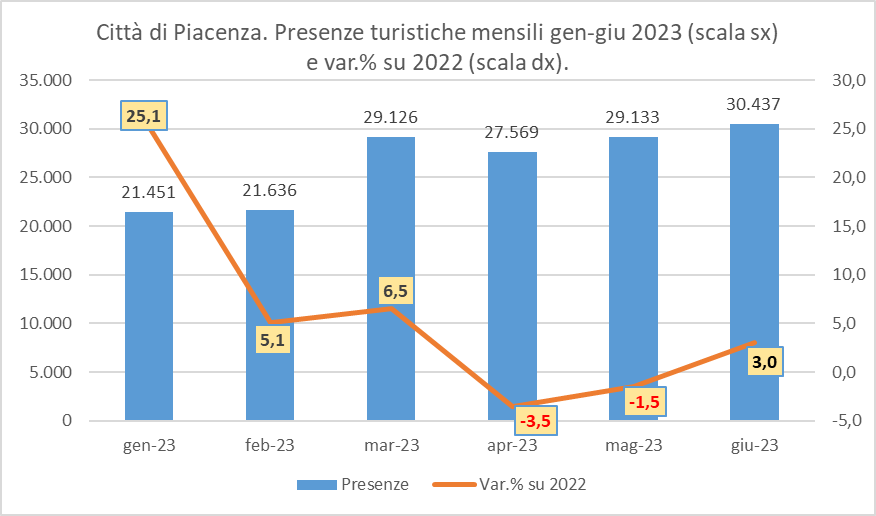 Città di Piacenza. Presenze turistiche mensili gen-giu 2023 (scala sx)
e var.% su 2022 (scala dx).
35.000 30,0
30.000 25,0
25.000 20,0
20.000 15,0
15.000 10,0
10.000 5,0
5.000 0,0
0 -5,0
21.451 21.636 29.126 27.569 29.133 30.437
25,1 5,1 6,5 -3,5 -1,5 3,0
gen-23 feb-23 mar-23 apr-23 mag-23 giu-23
Presenze Var.% su 2022